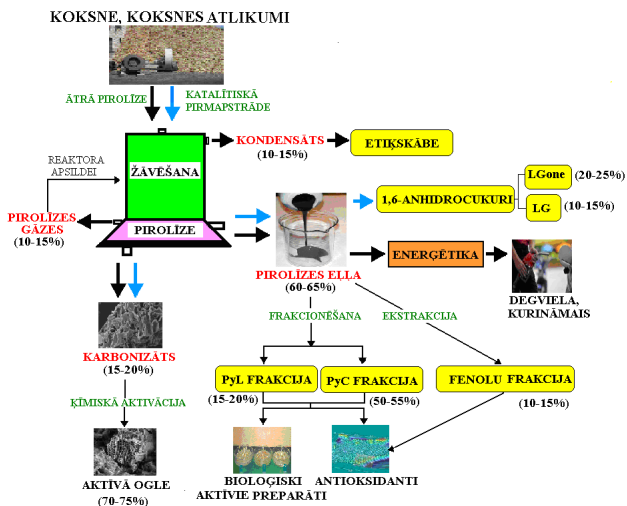 KOKSNE, KOKSNES ATLIKUMI
ĀTRĀ PIROLĪZE
KATALĪTISKĀ
PIRMAPSTRĀDE
KONDENSĀTS
(10-15%)
ETIĶSKĀBE
REAKTORA
APSILDEI
ŽĀVĒŠANA
PIROLĪZE
PIROLĪZES
GĀZES
(10-15%)
1,6-ANHIDROCUKURI
LGone
(20-25%)
LG
(10-15%)
PIROLĪZES EĻĻA
(60-65%)
ENERĢĒTIKA
DEGVIELA,
KURINĀMAIS
FRAKCIONĒŠANA
EKSTRAKCIJA
KARBONIZĀTS
(15-20%)
PyL FRAKCIJA
(15-20%)
PyC FRAKCIJA
(50-55%)
FENOLU FRAKCIJA
(10-15%)
ĶĪMISKĀ AKTIVĀCIJA
AKTĪVĀ OGLE
(70-75%)
BIOLOĢISKI
AKTĪVIE PREPARĀTI
ANTIOKSIDANTI